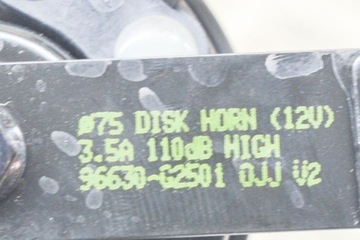 ø75 DISK HORN (12V)
3.5A 110dB HIGH
96630-G2501 OJJ V2